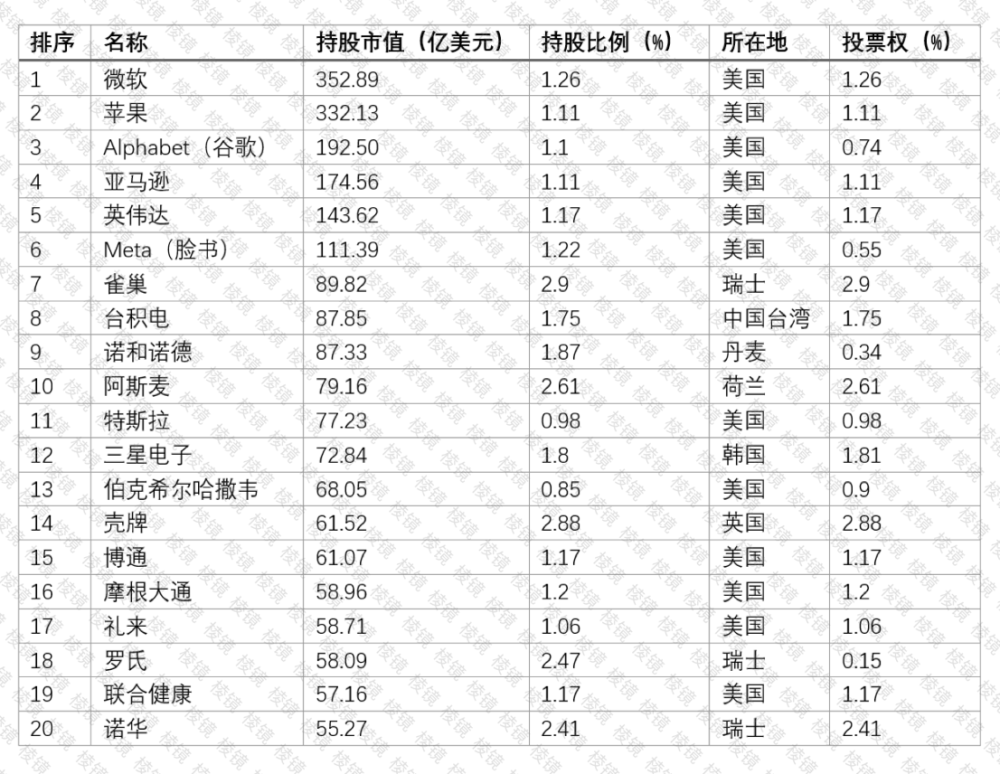 排序 名称 持股市值（亿美元） 持股比例（%） 所在地 投票权（%）
1 微软 352.89 1.26 美国 1.26
2 苹果 332.13 1.11 美国 1.11
3 Alphabet（谷歌） 192.50 1.1 美国 0.74
4 亚马逊 174.56 1.11 美国 1.11
5 英伟达 143.62 1.17 美国 1.17
6 Meta（脸书） 111.39 1.22 美国 0.55
7 雀巢 89.82 2.9 瑞士 2.9
8 台积电 87.85 1.75 中国台湾 1.75
9 诺和诺德 87.33 1.87 丹麦 0.34
10 阿斯麦 79.16 2.61 荷兰 2.61
11 特斯拉 77.23 0.98 美国 0.98
12 三星电子 72.84 1.8 韩国 1.81
13 伯克希尔哈撒韦 68.05 0.85 美国 0.9
14 壳牌 61.52 2.88 英国 2.88
15 博通 61.07 1.17 美国 1.17
16 摩根大通 58.96 1.2 美国 1.2
17 礼来 58.71 1.06 美国 1.06
18 罗氏 58.09 2.47 瑞士 0.15
19 联合健康 57.16 1.17 美国 1.17
20 诺华 55.27 2.41 瑞士 2.41